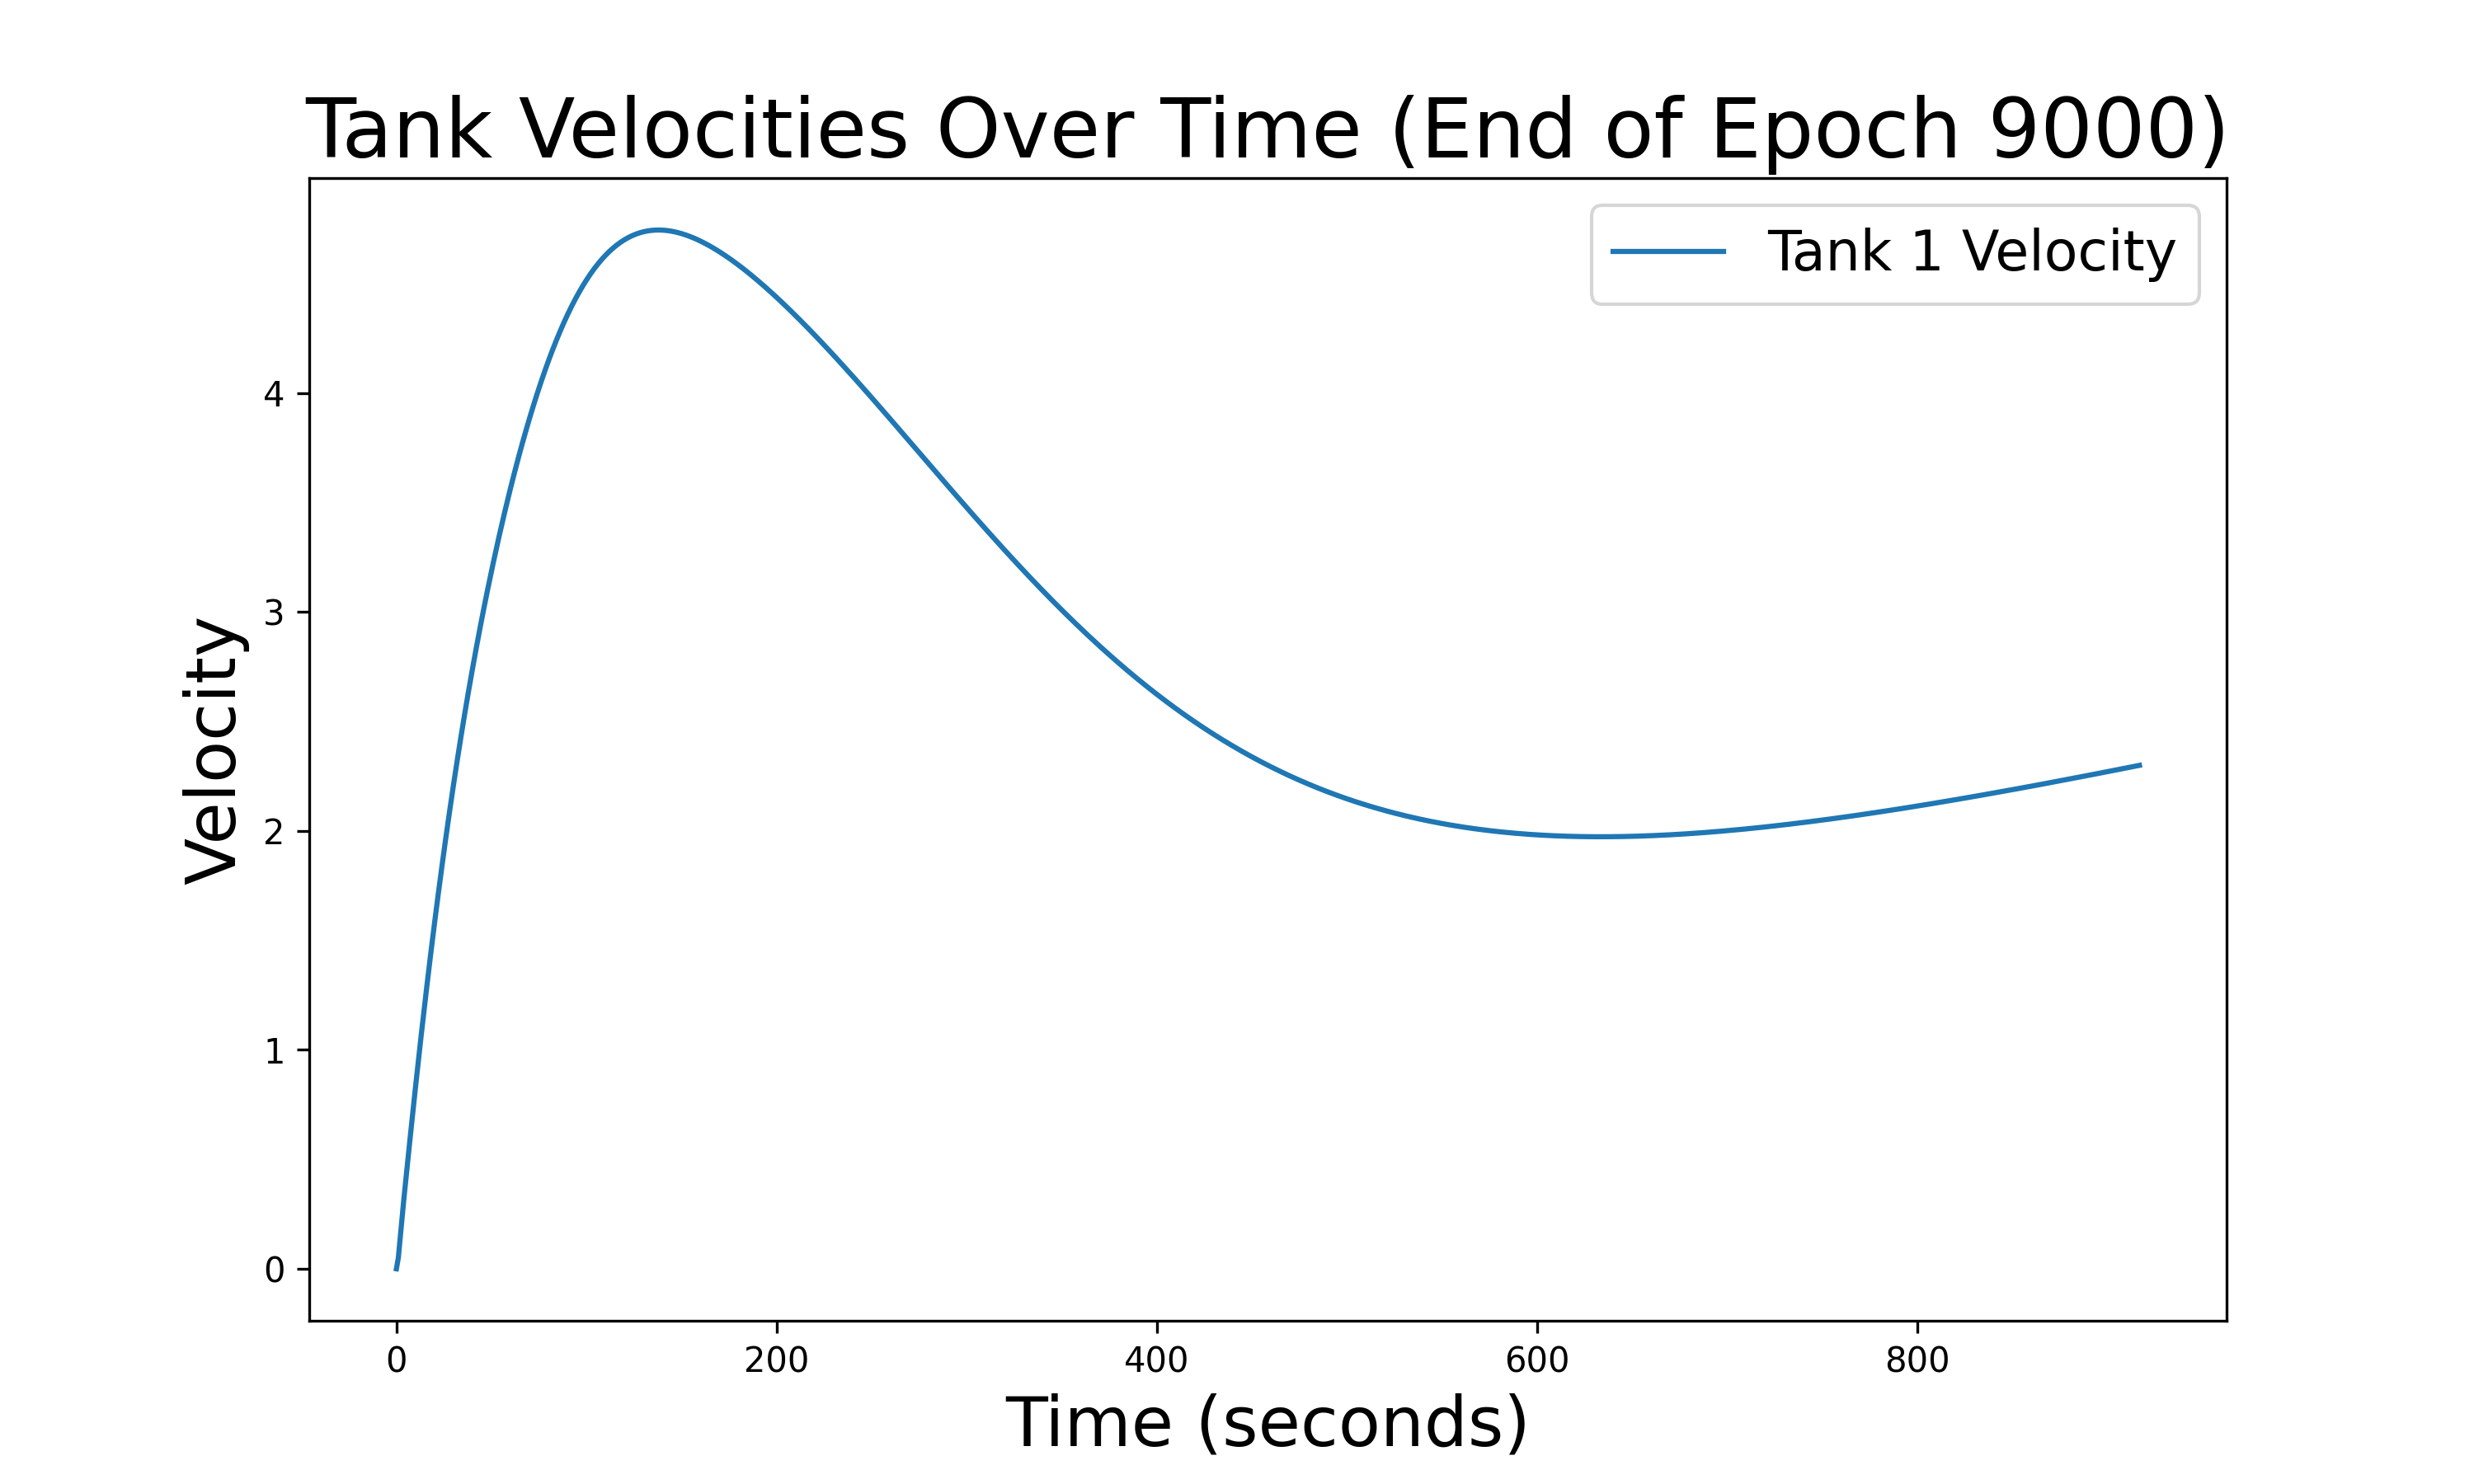 Tank Velocities Over Time (End of Epoch 9000)
Tank 1 Velocity
Velocity
4
3
2
1
0
0 200 400 600 800
Time (seconds)